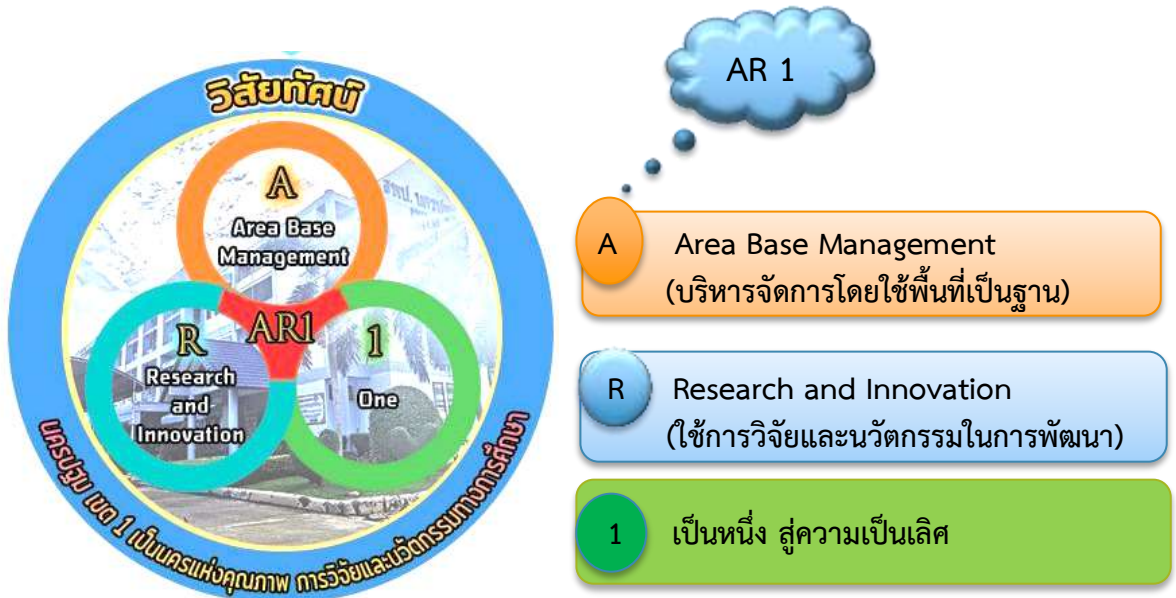 วิสัยทัศน์
A
Area Base
Management
R
Research
and
Innovation
AR1
1
One
นครปฐม เขต 1 เป็นนครแห่งคุณภาพ การวิจัยและนวัตกรรมทางการศึกษา
AR 1
A
Area Base Management
(บริหารจัดการโดยใช้พื้นที่เป็นฐาน)
R
Research and Innovation
(ใช้การวิจัยและนวัตกรรมในการพัฒนา)
1
เป็นหนึ่ง สู่ความเป็นเลิศ